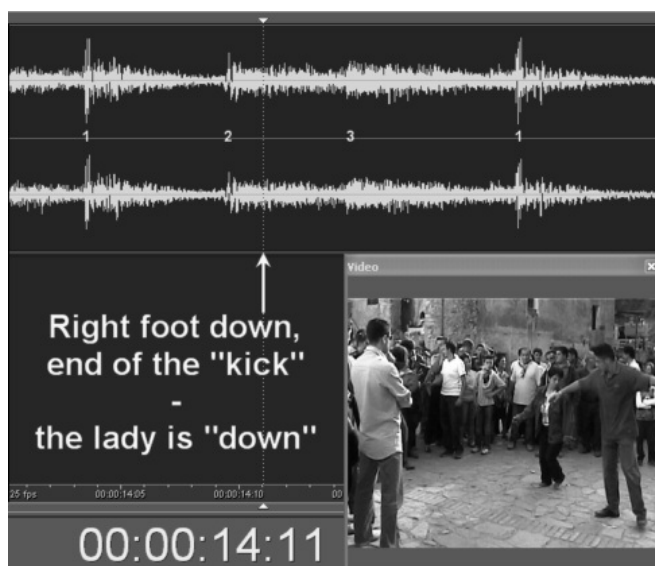 1 2 3 1
Video
Right foot down,
end of the "kick"
-
the lady is "down"
25 fps 00:00:14:05 00:00:14:10 00
00:00:14:11